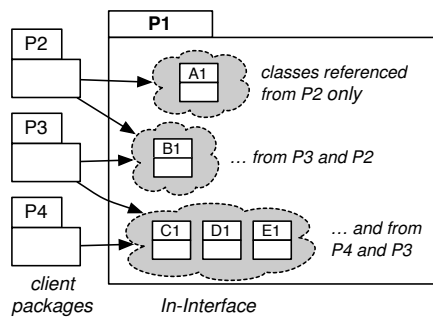 P1
P2
A1
classes referenced
from P2 only
P3
B1
... from P3 and P2
P4
C1 D1 E1
... and from
P4 and P3
client
packages
In-Interface